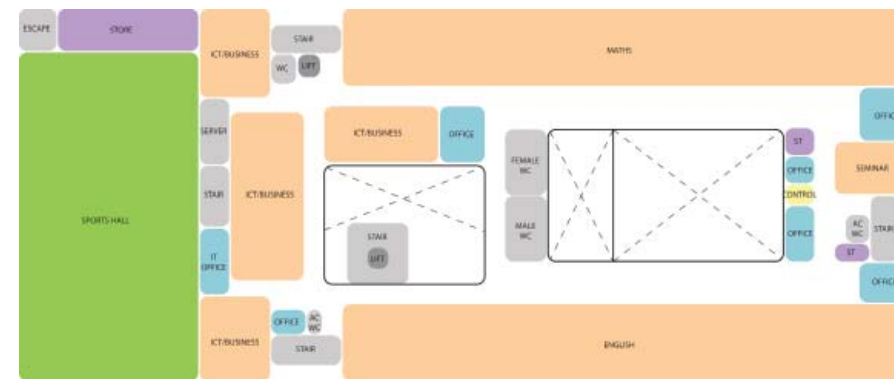 ESCAPE
STORE
ICT/BUSINESS
STAIR
WC
LIFT
MATHS
SERVER
ICT/BUSINESS
OFFICE
FEMALE
WC
ST
OFFICE
OFFIC
SEMINAR
STAIR
ICT/BUSINESS
CONTROL
SPORTS HALL
MALE
WC
STAIR
LIFT
OFFICE
AC
WC
STAIR
ST
IT
OFFICE
OFFIC
OFFICE
AC
WC
ICT/BUSINESS
STAIR
ENGLISH